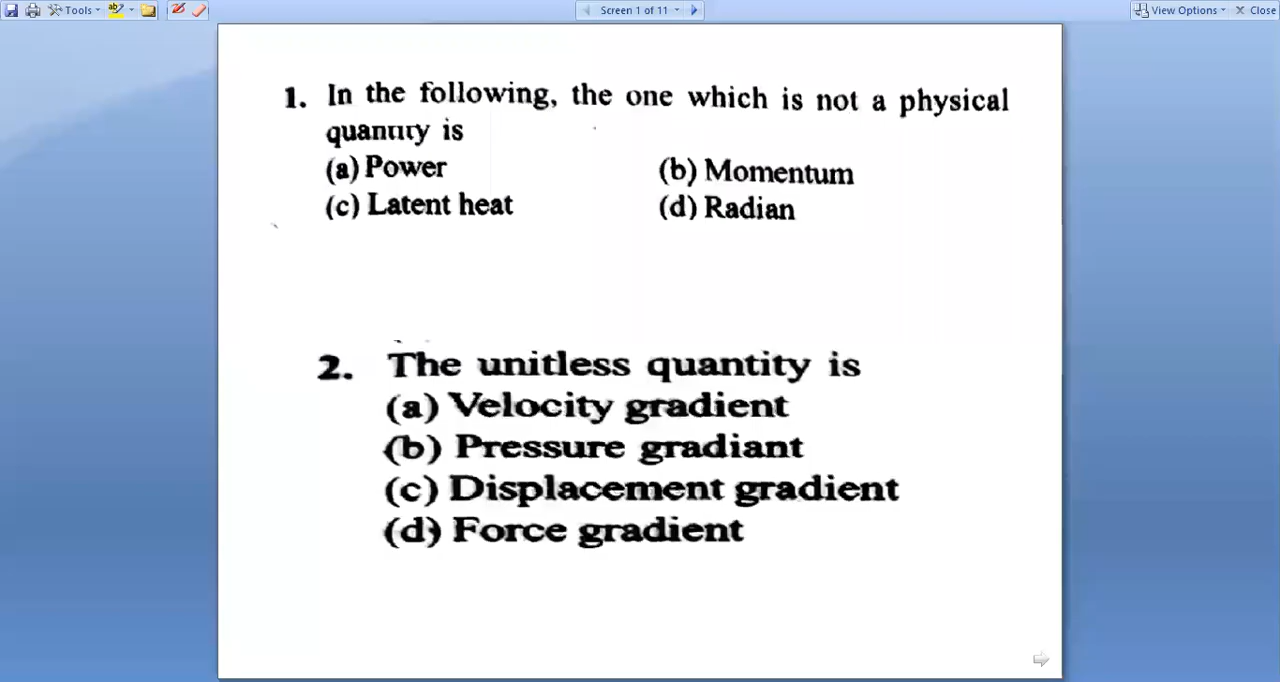 Tools
Screen 1 of 11
View Options
Close
1. In the following, the one which is not a physical
quantity is
(a) Power (b) Momentum
(c) Latent heat (d) Radian
2. The unitless quantity is
(a) Velocity gradient
(b) Pressure gradiant
(c) Displacement gradient
(d) Force gradient